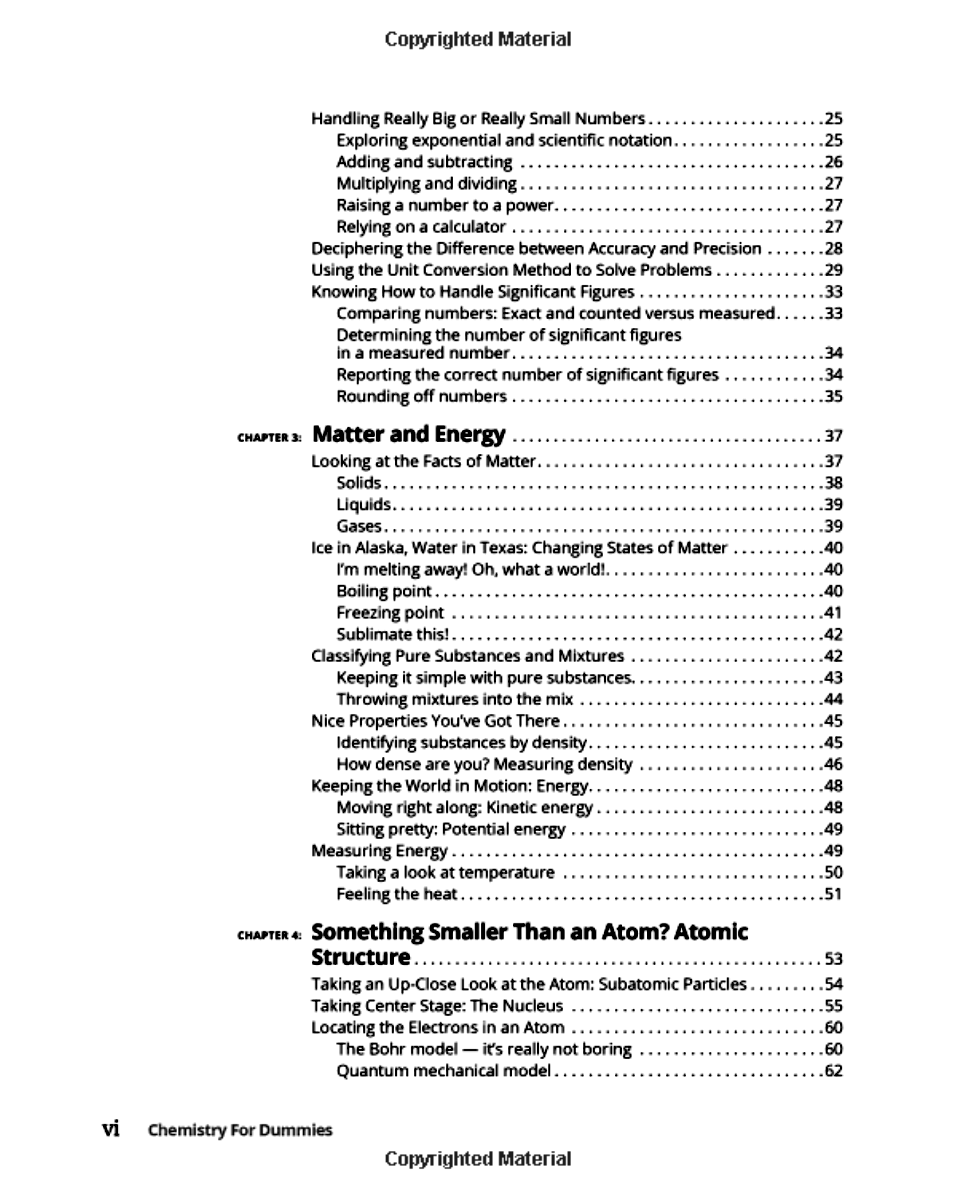 Copyrighted Material
Handling Really Big or Really Small Numbers . . . . . . . . . . . . . . . . . . . . .25
Exploring exponential and scientific notation. . . . . . . . . . . . . . . . . .25
Adding and subtracting . . . . . . . . . . . . . . . . . . . . . . . . . . . . . . . . . . . .26
Multiplying and dividing . . . . . . . . . . . . . . . . . . . . . . . . . . . . . . . . . . . .27
Raising a number to a power. . . . . . . . . . . . . . . . . . . . . . . . . . . . . . . .27
Relying on a calculator . . . . . . . . . . . . . . . . . . . . . . . . . . . . . . . . . . . . .27
Deciphering the Difference between Accuracy and Precision . . . . . . .28
Using the Unit Conversion Method to Solve Problems . . . . . . . . . . . . .29
Knowing How to Handle Significant Figures . . . . . . . . . . . . . . . . . . . . . .33
Comparing numbers: Exact and counted versus measured. . . . . .33
Determining the number of significant figures
in a measured number . . . . . . . . . . . . . . . . . . . . . . . . . . . . . . . . . . . . .34
Reporting the correct number of significant figures . . . . . . . . . . . .34
Rounding off numbers . . . . . . . . . . . . . . . . . . . . . . . . . . . . . . . . . . . . .35
CHAPTER 3: Matter and Energy . . . . . . . . . . . . . . . . . . . . . . . . . . . . . . . . . . . . . . 37
Looking at the Facts of Matter. . . . . . . . . . . . . . . . . . . . . . . . . . . . . . . . . .37
Solids . . . . . . . . . . . . . . . . . . . . . . . . . . . . . . . . . . . . . . . . . . . . . . . . . . . .38
Liquids. . . . . . . . . . . . . . . . . . . . . . . . . . . . . . . . . . . . . . . . . . . . . . . . . . .39
Gases . . . . . . . . . . . . . . . . . . . . . . . . . . . . . . . . . . . . . . . . . . . . . . . . . . . .39
Ice in Alaska, Water in Texas: Changing States of Matter . . . . . . . . . . .40
I'm melting away! Oh, what a world!. . . . . . . . . . . . . . . . . . . . . . . . . .40
Boiling point . . . . . . . . . . . . . . . . . . . . . . . . . . . . . . . . . . . . . . . . . . . . . .40
Freezing point . . . . . . . . . . . . . . . . . . . . . . . . . . . . . . . . . . . . . . . . . . . .41
Sublimate this! . . . . . . . . . . . . . . . . . . . . . . . . . . . . . . . . . . . . . . . . . . . .42
Classifying Pure Substances and Mixtures . . . . . . . . . . . . . . . . . . . . . . .42
Keeping it simple with pure substances. . . . . . . . . . . . . . . . . . . . . . .43
Throwing mixtures into the mix . . . . . . . . . . . . . . . . . . . . . . . . . . . . .44
Nice Properties You've Got There . . . . . . . . . . . . . . . . . . . . . . . . . . . . . . .45
Identifying substances by density. . . . . . . . . . . . . . . . . . . . . . . . . . . .45
How dense are you? Measuring density . . . . . . . . . . . . . . . . . . . . . .46
Keeping the World in Motion: Energy. . . . . . . . . . . . . . . . . . . . . . . . . . . .48
Moving right along: Kinetic energy . . . . . . . . . . . . . . . . . . . . . . . . . . .48
Sitting pretty: Potential energy . . . . . . . . . . . . . . . . . . . . . . . . . . . . . .49
Measuring Energy . . . . . . . . . . . . . . . . . . . . . . . . . . . . . . . . . . . . . . . . . . . .49
Taking a look at temperature . . . . . . . . . . . . . . . . . . . . . . . . . . . . . . .50
Feeling the heat . . . . . . . . . . . . . . . . . . . . . . . . . . . . . . . . . . . . . . . . . . .51
CHAPTER 4: Something Smaller Than an Atom? Atomic
Structure . . . . . . . . . . . . . . . . . . . . . . . . . . . . . . . . . . . . . . . . . . . . . . . . . . 53
Taking an Up-Close Look at the Atom: Subatomic Particles . . . . . . . . .54
Taking Center Stage: The Nucleus . . . . . . . . . . . . . . . . . . . . . . . . . . . . . .55
Locating the Electrons in an Atom . . . . . . . . . . . . . . . . . . . . . . . . . . . . . .60
The Bohr model — it's really not boring . . . . . . . . . . . . . . . . . . . . . .60
Quantum mechanical model . . . . . . . . . . . . . . . . . . . . . . . . . . . . . . . .62
vi Chemistry For Dummies
Copyrighted Material